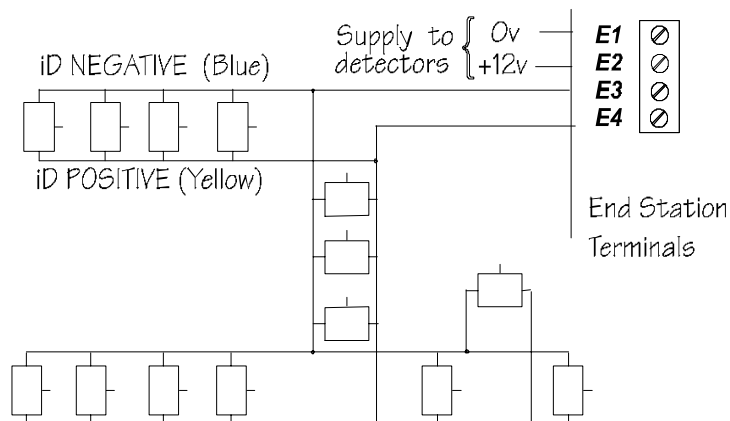 Supply to detectors
0v
+12v
E1
E2
E3
E4
iD NEGATIVE (Blue)
iD POSITIVE (Yellow)
End Station
Terminals